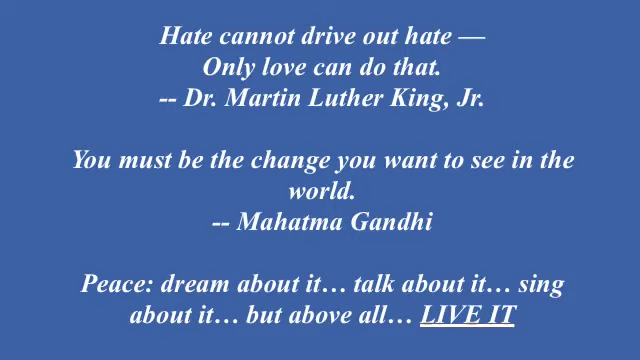 Hate cannot drive out hate —
Only love can do that.
-- Dr. Martin Luther King, Jr.
You must be the change you want to see in the
world.
-- Mahatma Gandhi
Peace: dream about it… talk about it… sing
about it… but above all… LIVE IT